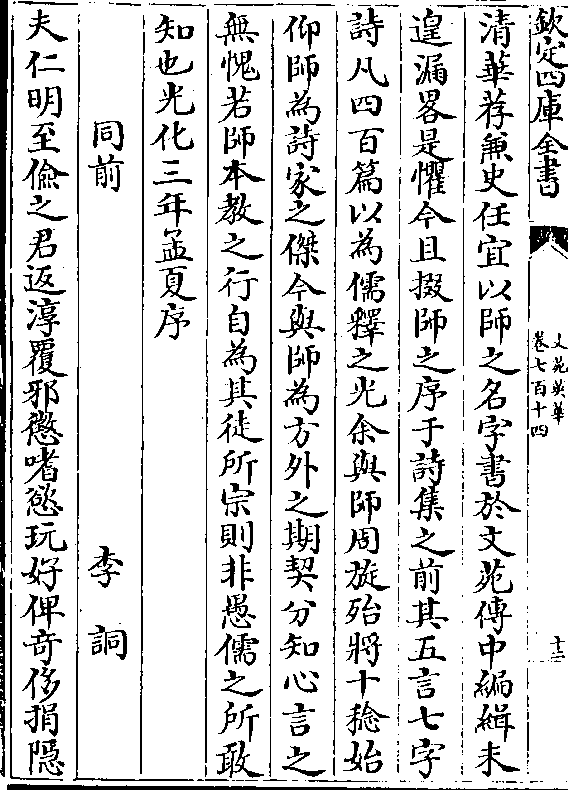 欽定四庫全書
文苑英華
卷七百十四
十三
清華荐兼史任宜以師之名字書於文苑傳中編緝未
遑漏畧是懼今且掇師之序于詩集之前其五言七字
詩凡四百篇以為儒釋之光余與師周旋殆將十稔始
仰師為詩家之傑今與師為方外之期契分知心言之
無愧若師本教之行自為其徒所宗則非愚儒之所敢
知也光化三年孟夏序
同前 李 詷
夫仁明至儉之君返淳覆邪懲嗜慾玩好俾奇侈捐隱